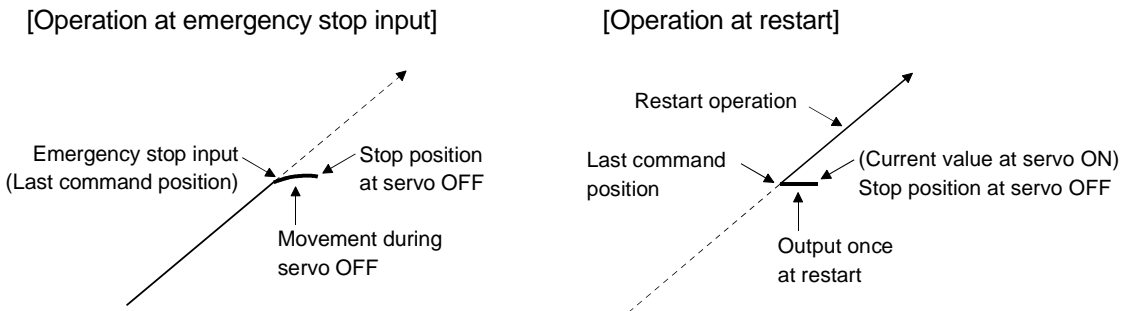 [Operation at emergency stop input]
Emergency stop input
(Last command position)
Stop position
at servo OFF
Movement during
servo OFF
[Operation at restart]
Restart operation
Last command
position
(Current value at servo ON)
Stop position at servo OFF
Output once
at restart